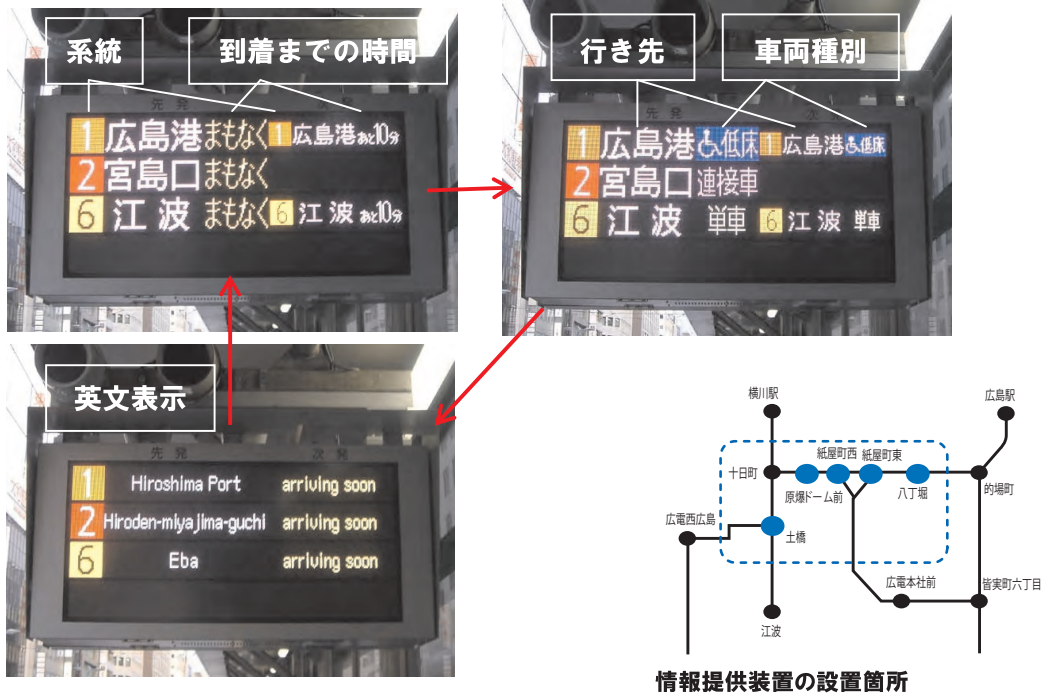 系統
到着までの時間
先発
次発
1 広島港 まもなく 1 広島港 あと10分
2 宮島口 まもなく
6 江波 まもなく 6 江波 あと10分
行き先
車両種別
先発
次
1 広島港 低床 1 広島港 低床
2 宮島口 連接車
6 江波 単車 6 江波 単車
英文表示
先発
次発
1 Hiroshima Port arriving soon
2 Hiroden-miyajima-guchi arriving soon
6 Eba arriving soon
横川駅
広島駅
紙屋町西
紙屋町東
十日町
原爆ドーム前
八丁堀
的場町
広電西広島
土橋
広電本社前
皆実町六丁目
江波
情報提供装置の設置箇所